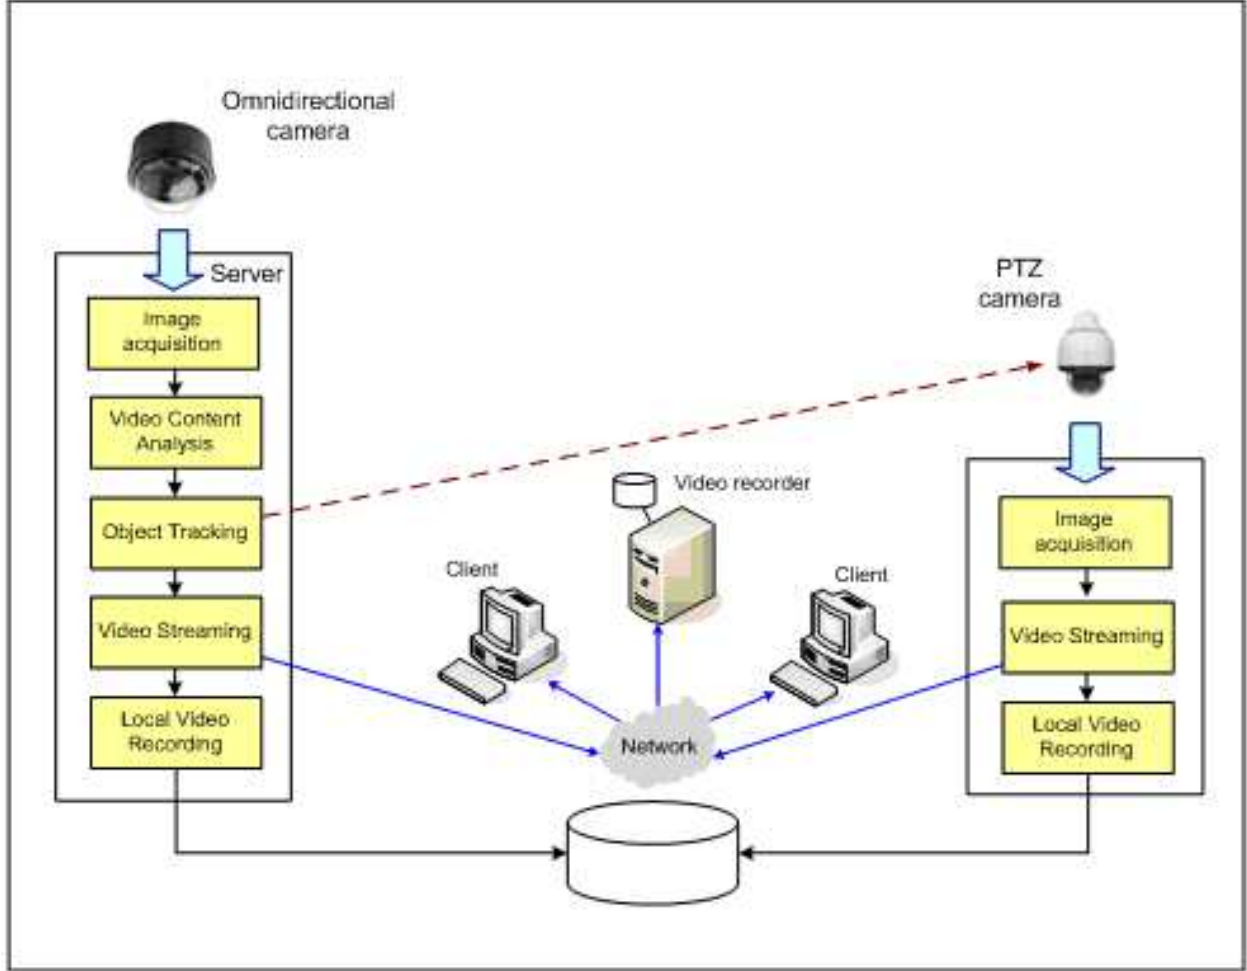 Omnidirectional
camera
Server
Image
acquisition
Video Content
Analysis
Object Tracking
Video Streaming
Local Video
Recording
PTZ
camera
Image
acquisition
Video Streaming
Local Video
Recording
Video recorder
Client
Client
Network